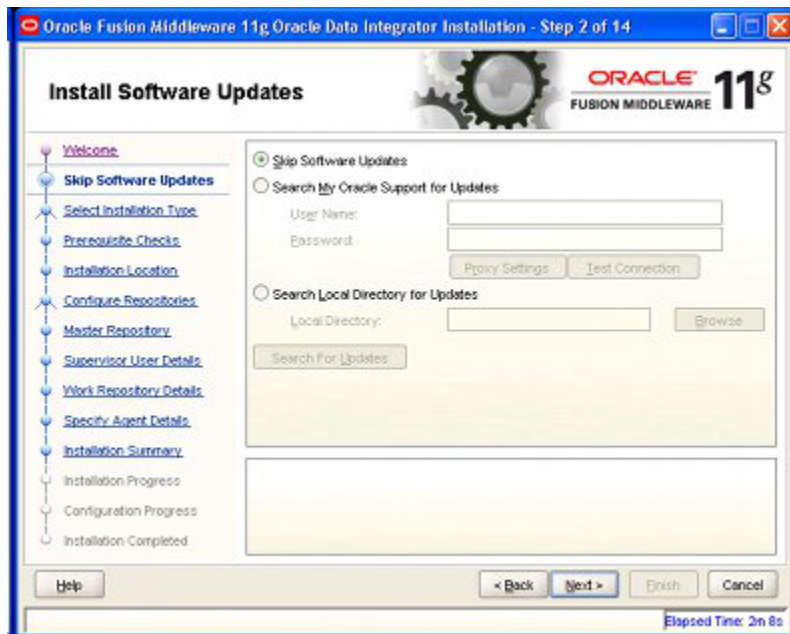 Oracle Fusion Middleware 11g Oracle Data Integrator Installation - Step 2 of 14
Install Software Updates
ORACLE
FUSION MIDDLEWARE 11g
Welcome
Skip Software Updates
Select Installation Type
Prerequisite Checks
Installation Location
Configure Repositories
Master Repository
Supervisor User Details
Work Repository Details
Specify Agent Details
Installation Summary
Installation Progress
Configuration Progress
Installation Completed
Skip Software Updates
Search My Oracle Support for Updates
User Name:
Password:
Proxy Settings Test Connection
Search Local Directory for Updates
Local Directory: Browse
Search For Updates
Help < Back Next > Finish Cancel
Elapsed Time: 2m 8s